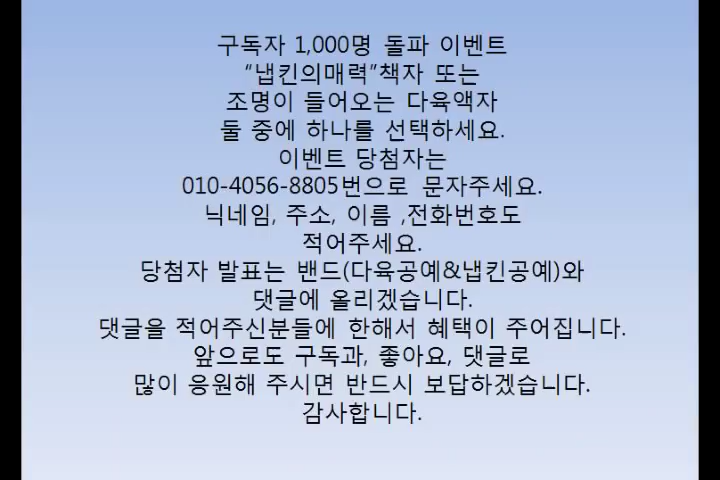 구독자 1,000명 돌파 이벤트
“냅킨의매력”책자 또는
조명이 들어오는 다육액자
둘 중에 하나를 선택하세요.
이벤트 당첨자는
010-4056-8805번으로 문자주세요.
닉네임, 주소, 이름 ,전화번호도
적어주세요.
당첨자 발표는 밴드(다육공예&냅킨공예)와
댓글에 올리겠습니다.
댓글을 적어주신분들에 한해서 혜택이 주어집니다.
앞으로도 구독과, 좋아요, 댓글로
많이 응원해 주시면 반드시 보답하겠습니다.
감사합니다.